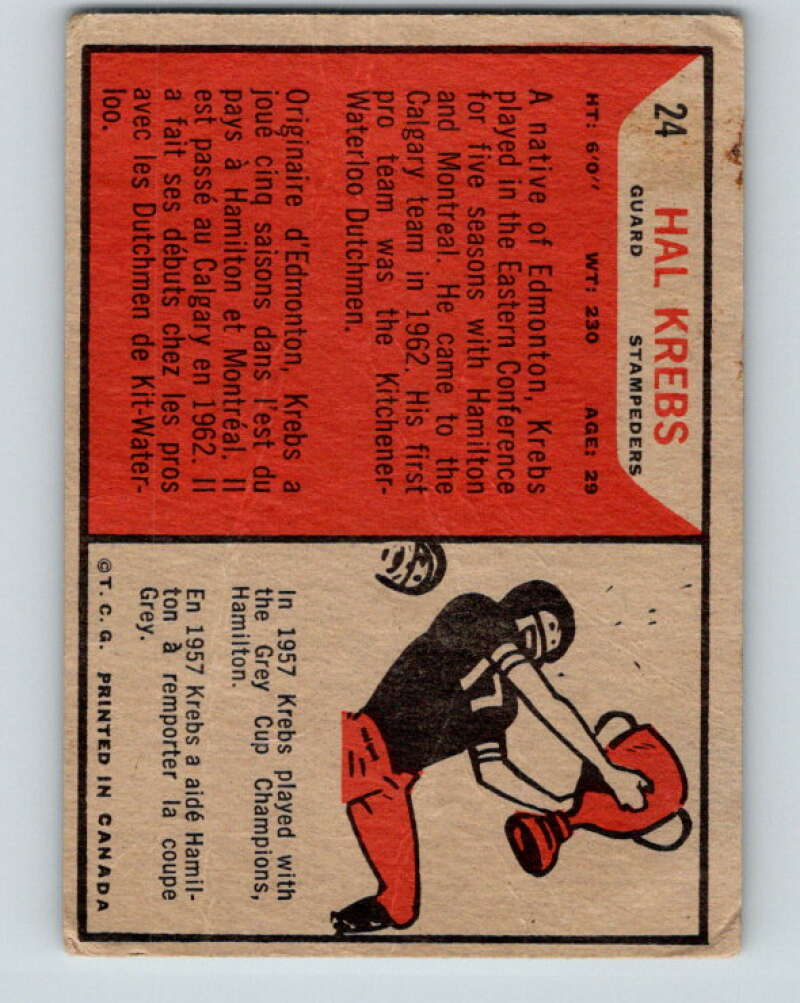 24
HAL KREBS
GUARD STAMPEDERS
HT: 6'0" WT: 230 AGE: 29
A native of Edmonton, Krebs
played in the Eastern Conference
for five seasons with Hamilton
and Montreal. He came to the
Calgary team in 1962. His first
pro team was the Kitchener-
Waterloo Dutchmen.
Originaire d'Edmonton, Krebs a
joué cinq saisons dans l'est du
pays à Hamilton et Montréal. Il
est passé au Calgary en 1962. Il
a fait ses débuts chez les pros
avec les Dutchmen de Kit-Water-
loo.
In 1957 Krebs played with
the Grey Cup Champions,
Hamilton.
En 1957 Krebs a aidé Hamil-
ton à remporter la coupe
Grey.
©T.C.G. PRINTED IN CANADA